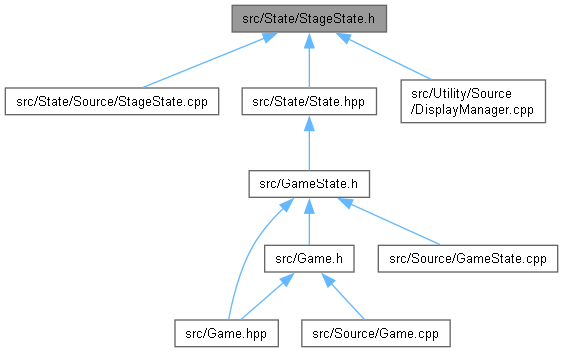 src/State/StageState.h
src/State/Source/StageState.cpp
src/State/State.hpp
src/Utility/Source
/DisplayManager.cpp
src/GameState.h
src/Game.h
src/Source/GameState.cpp
src/Game.hpp
src/Source/Game.cpp